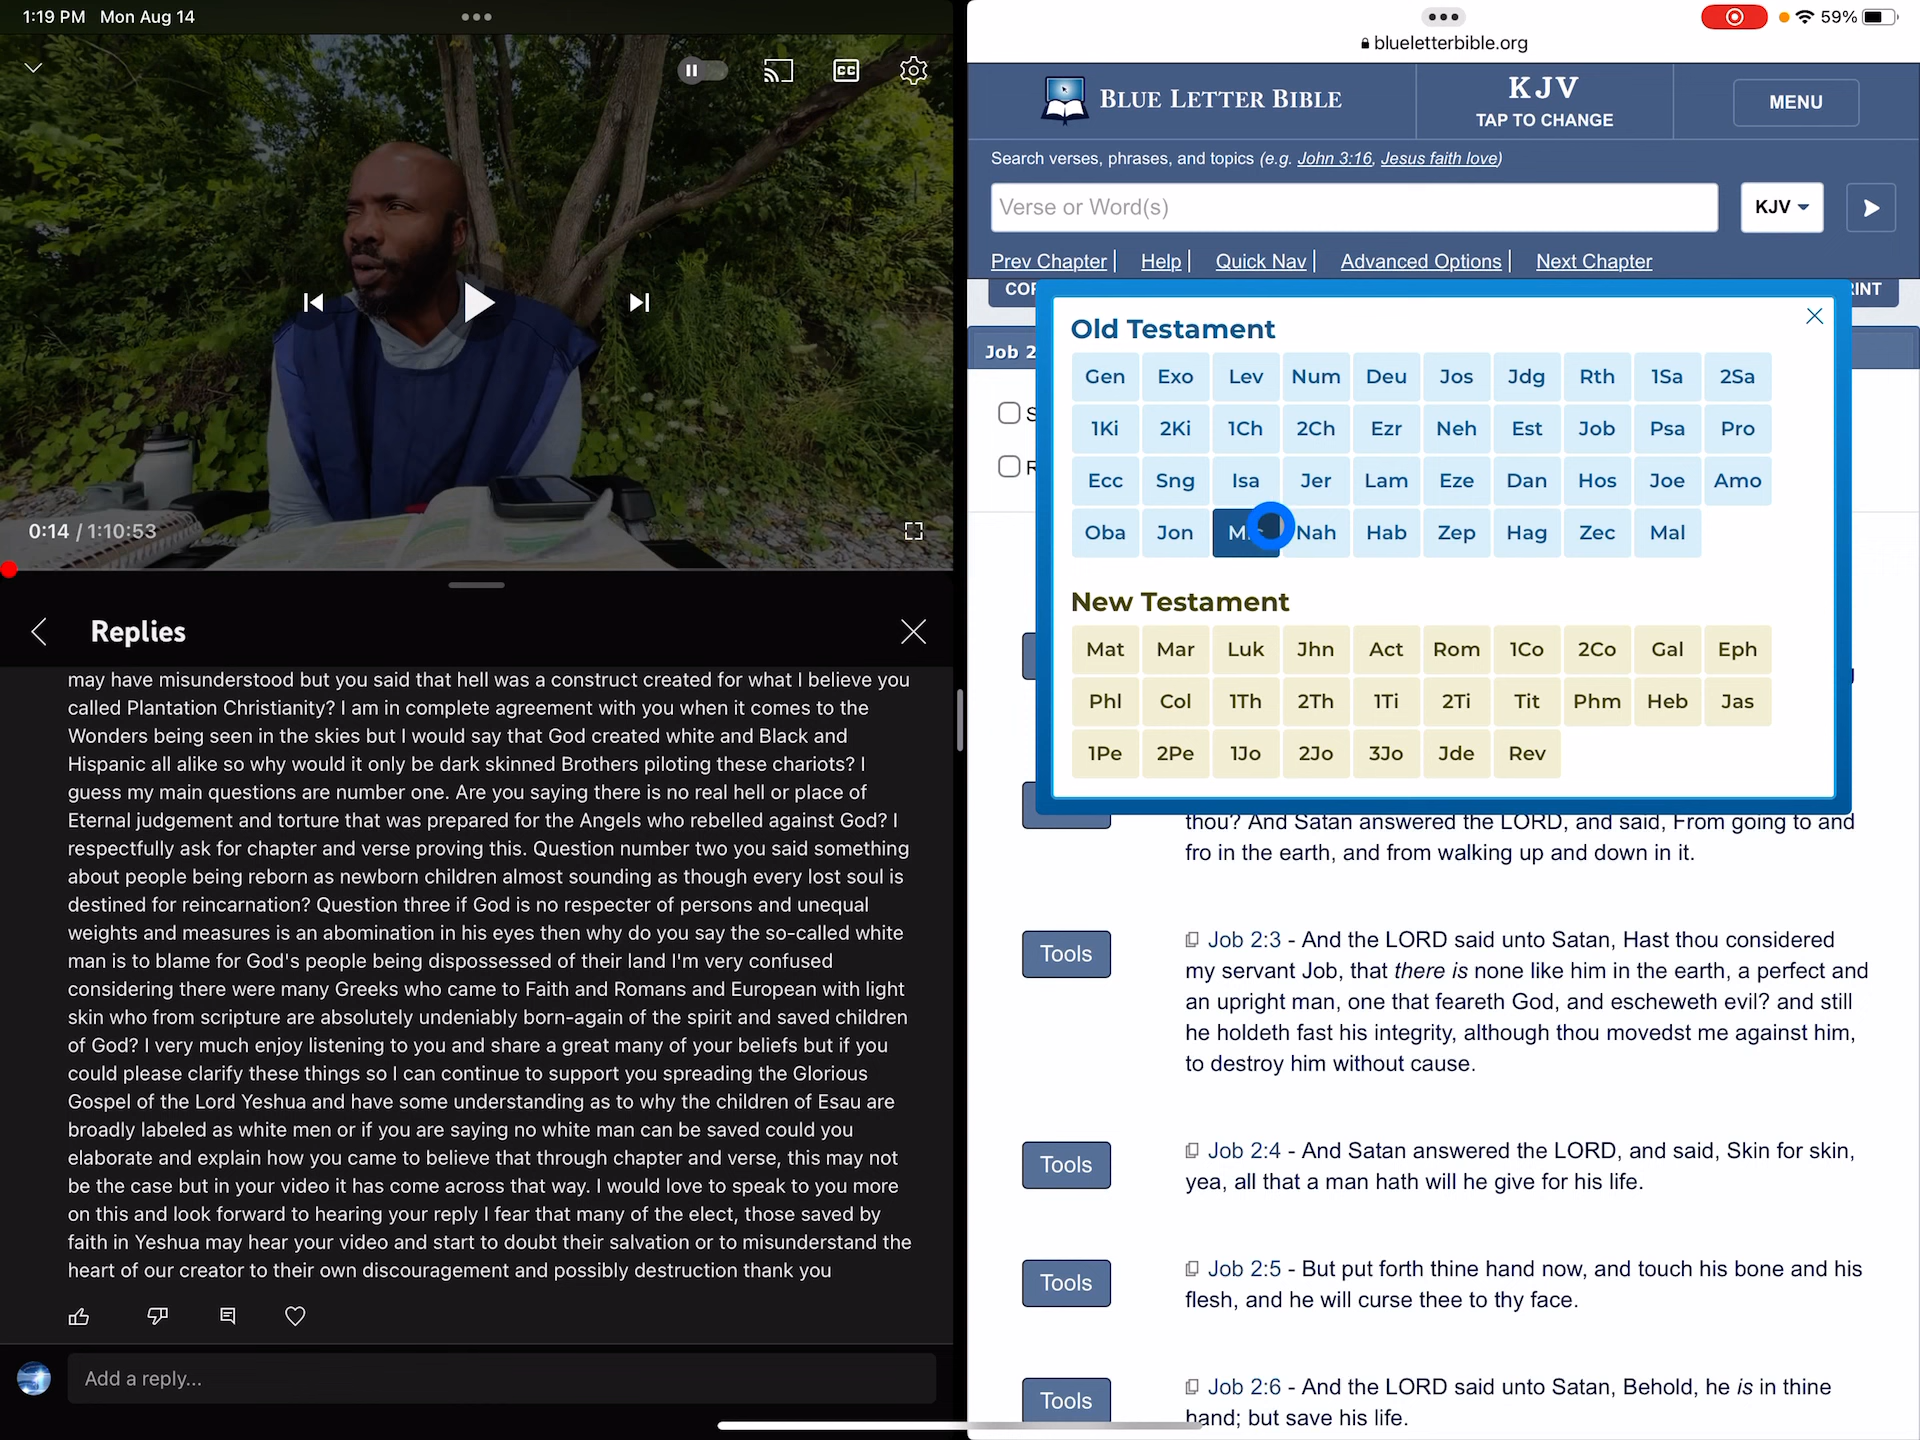 1:19 PM Mon Aug 14
0:14 / 1:10:53
Replies
may have misunderstood but you said that hell was a construct created for what I believe you
called Plantation Christianity? I am in complete agreement with you when it comes to the
Wonders being seen in the skies but I would say that God created white and Black and
Hispanic all alike so why would it only be dark skinned Brothers piloting these chariots? I
guess my main questions are number one. Are you saying there is no real hell or place of
Eternal judgement and torture that was prepared for the Angels who rebelled against God? I
respectfully ask for chapter and verse proving this. Question number two you said something
about people being reborn as newborn children almost sounding as though every lost soul is
destined for reincarnation? Question three if God is no respecter of persons and unequal
weights and measures is an abomination in his eyes then why do you say the so-called white
man is to blame for God's people being dispossessed of their land I'm very confused
considering there were many Greeks who came to Faith and Romans and European with light
skin who from scripture are absolutely undeniably born-again of the spirit and saved children
of God? I very much enjoy listening to you and share a great many of your beliefs but if you
could please clarify these things so I can continue to support you spreading the Glorious
Gospel of the Lord Yeshua and have some understanding as to why the children of Esau are
broadly labeled as white men or if you are saying no white man can be saved could you
elaborate and explain how you came to believe that through chapter and verse, this may not
be the case but in your video it has come across that way. I would love to speak to you more
on this and look forward to hearing your reply I fear that many of the elect, those saved by
faith in Yeshua may hear your video and start to doubt their salvation or to misunderstand the
heart of our creator to their own discouragement and possibly destruction thank you
Add a reply...
59%
blueletterbible.org
BLUE LETTER BIBLE
KJV
TAP TO CHANGE
MENU
Search verses, phrases, and topics (e.g. John 3:16, Jesus faith love)
Verse or Word(s)
KJV
Prev Chapter | Help | Quick Nav | Advanced Options | Next Chapter
Job 2
Old Testament
Gen Exo Lev Num Deu Jos Jdg Rth 1Sa 2Sa
1Ki 2Ki 1Ch 2Ch Ezr Neh Est Job Psa Pro
Ecc Sng Isa Jer Lam Eze Dan Hos Joe Amo
Oba Jon Nah Hab Zep Hag Zec Mal
New Testament
Mat Mar Luk Jhn Act Rom 1Co 2Co Gal Eph
Phl Col 1Th 2Th 1Ti 2Ti Tit Phm Heb Jas
1Pe 2Pe 1Jo 2Jo 3Jo Jde Rev
thou? And Satan answered the LORD, and said, From going to and
fro in the earth, and from walking up and down in it.
Tools
Job 2:3 - And the LORD said unto Satan, Hast thou considered
my servant Job, that there is none like him in the earth, a perfect and
an upright man, one that feareth God, and escheweth evil? and still
he holdeth fast his integrity, although thou movedst me against him,
to destroy him without cause.
Tools
Job 2:4 - And Satan answered the LORD, and said, Skin for skin,
yea, all that a man hath will he give for his life.
Tools
Job 2:5 - But put forth thine hand now, and touch his bone and his
flesh, and he will curse thee to thy face.
Tools
Job 2:6 - And the LORD said unto Satan, Behold, he is in thine
hand; but save his life.